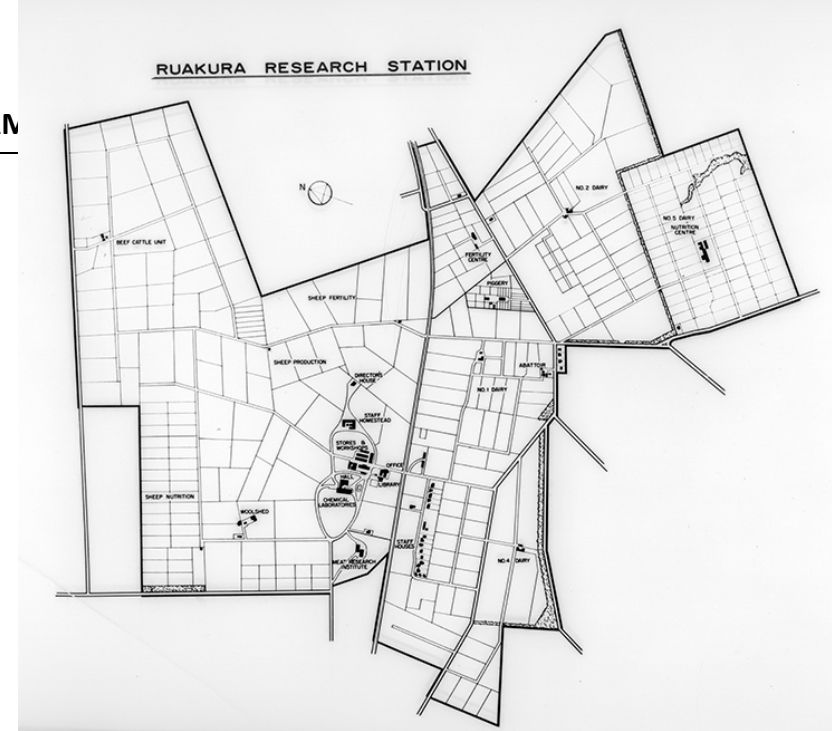 RUAKURA RESEARCH STATION
N
NO. 2 DAIRY
NO. 5 DAIRY
NUTRITION
CENTRE
BEEF CATTLE UNIT
FERTILITY
CENTRE
PIGGERY
SHEEP FERTILITY
SHEEP PRODUCTION
ABATTOIR
DIRECTORS
HOUSE
NO. 1 DAIRY
STAFF
HOMESTEAD
STORES &
WORKSHOPS
OFFICE
HALL
LIBRARY
SHEEP NUTRITION
CHEMICAL
LABORATORIES
WOOLSHED
STAFF
HOUSES
MEAT RESEARCH
INSTITUTE
NO. 4 DAIRY